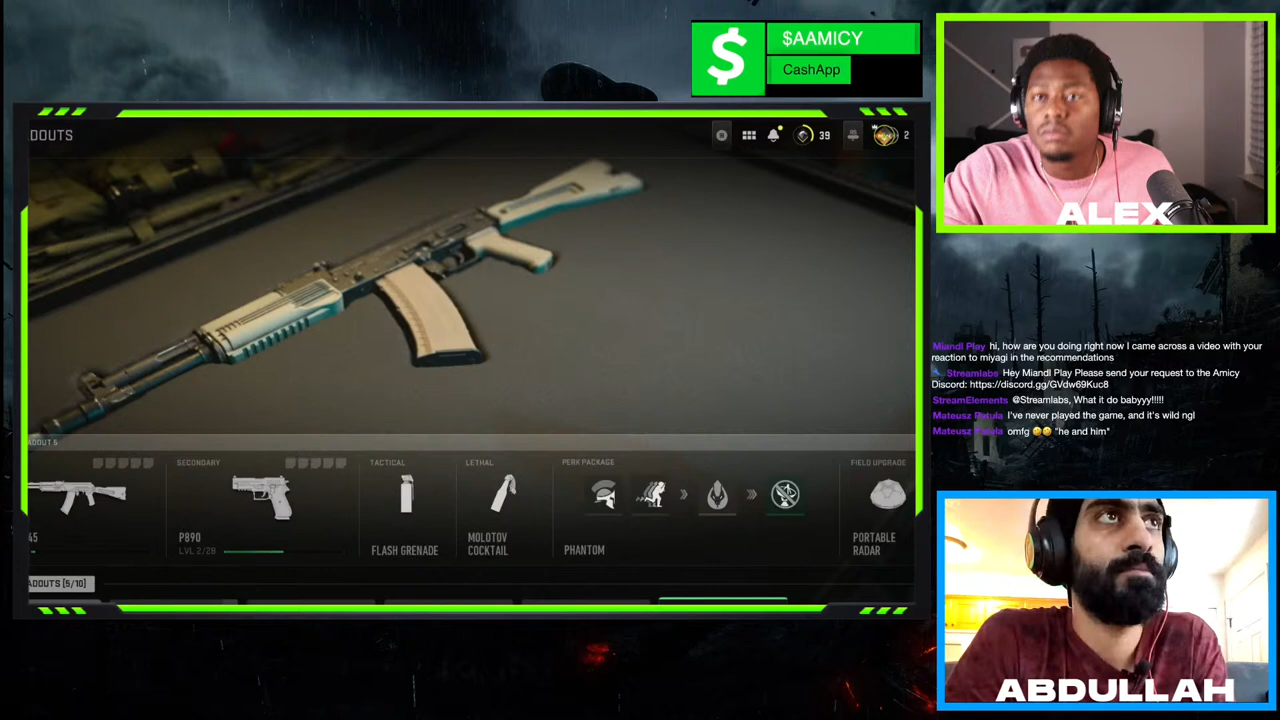 $AAMICY
CashApp
DOUTS
39
2
ALEX
Miandl Play hi, how are you doing right now I came across a video with your
reaction to miyagi in the recommendations
Streamlabs Hey Miandl Play Please send your request to the Amicy
Discord: https://discord.gg/GVdw69Kuc8
StreamElements @Streamlabs, What it do babyyy!!!!!
Mateusz Patula I've never played the game, and it's wild ngl
Mateusz Patula omfg 🤣🤣 "he and him"
ADOUT 5
SECONDARY
TACTICAL
LETHAL
PERK PACKAGE
FIELD UPGRADE
45
P890
LVL 2/28
FLASH GRENADE
MOLOTOV
COCKTAIL
PHANTOM
PORTABLE
RADAR
ADOUTS [5/10]
ABDULLAH